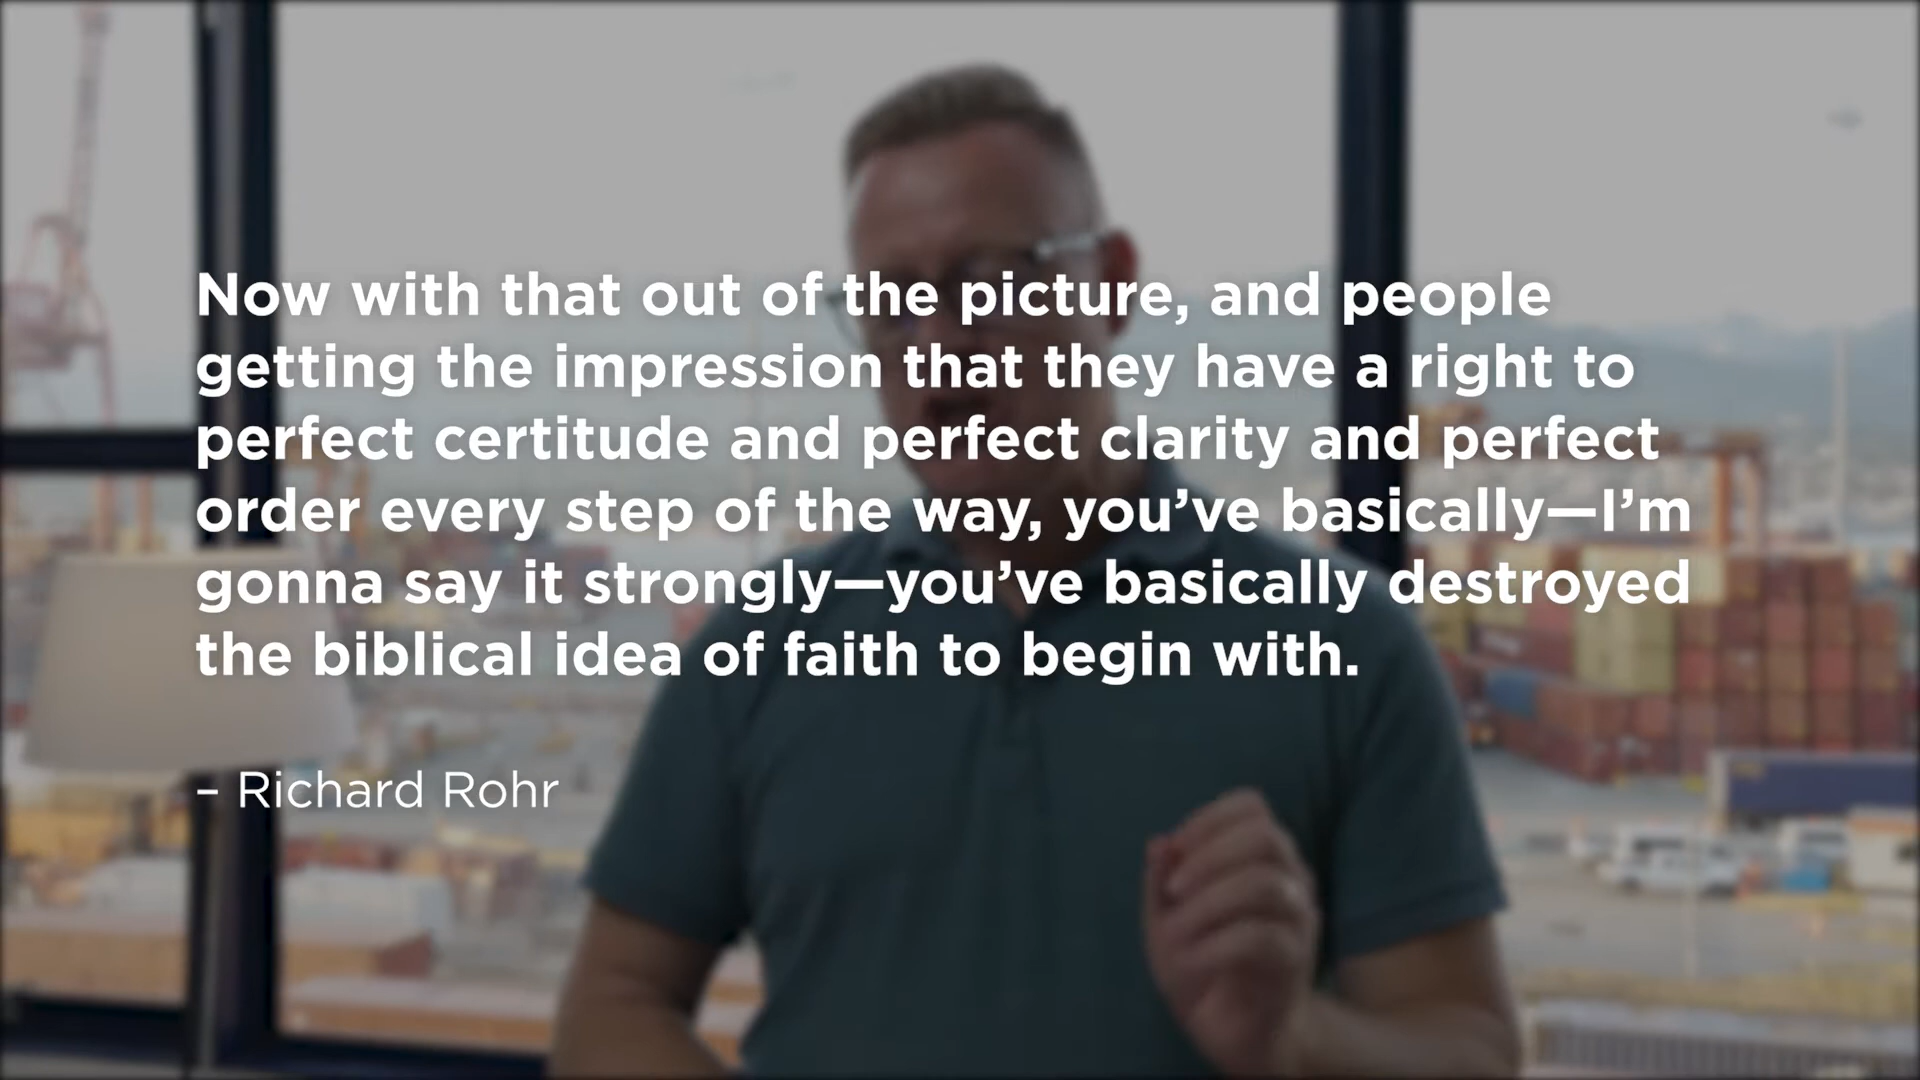 Now with that out of the picture, and people
getting the impression that they have a right to
perfect certitude and perfect clarity and perfect
order every step of the way, you’ve basically—I’m
gonna say it strongly—you’ve basically destroyed
the biblical idea of faith to begin with.
– Richard Rohr